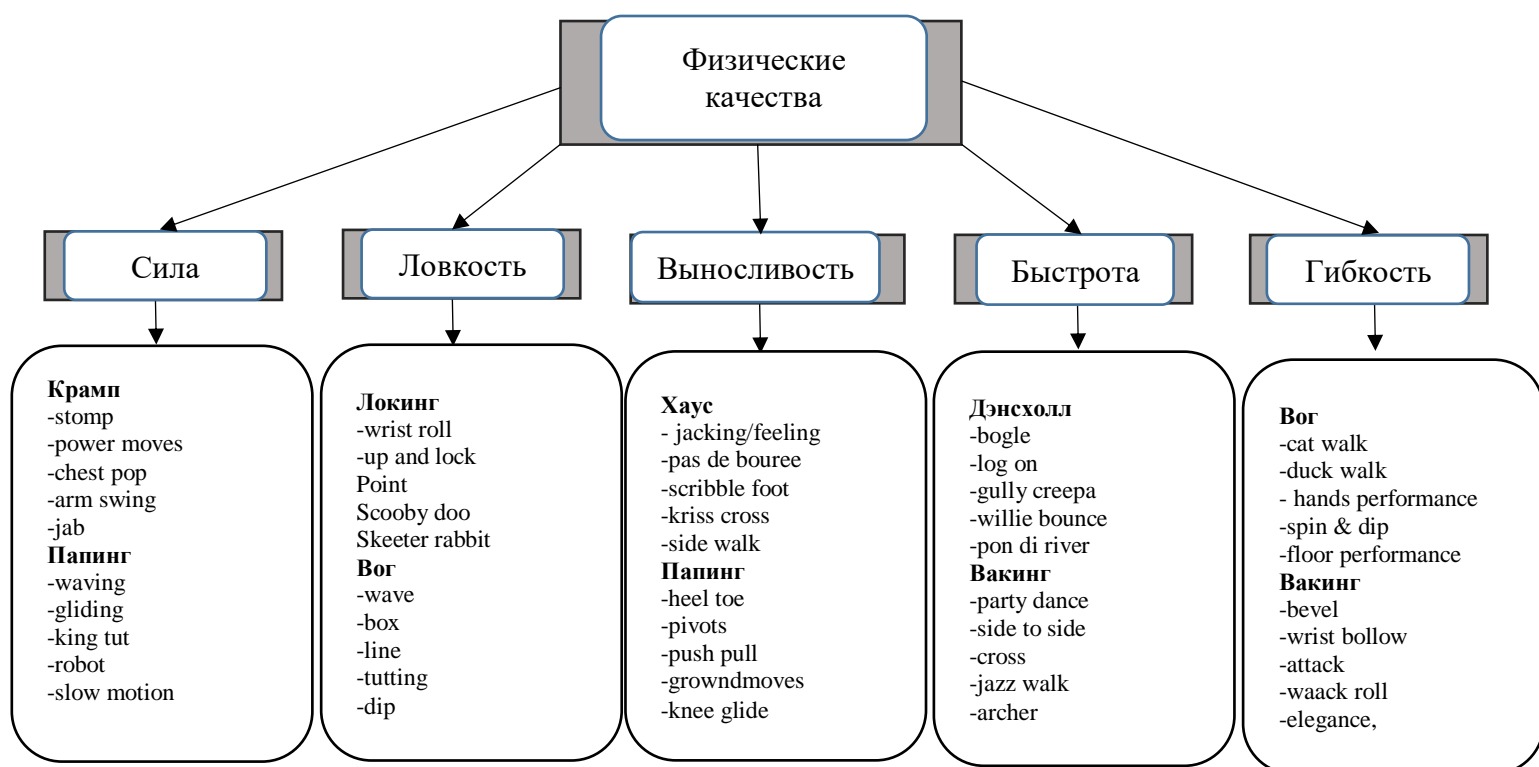 Физические
качества
Сила
Ловкость
Выносливость
Быстрота
Гибкость
Крамп
-stomp
-power moves
-chest pop
-arm swing
-jab
Папинг
-waving
-gliding
-king tut
-robot
-slow motion
Локинг
-wrist roll
-up and lock
Point
Scooby doo
Skeeter rabbit
Вог
-wave
-box
-line
-tutting
-dip
Хаус
- jacking/feeling
-pas de bouree
-scribble foot
-kriss cross
-side walk
Папинг
-heel toe
-pivots
-push pull
-growndmoves
-knee glide
Дэнсхолл
-bogle
-log on
-gully creepa
-willie bounce
-pon di river
Вакинг
-party dance
-side to side
-cross
-jazz walk
-archer
Вог
-cat walk
-duck walk
- hands performance
-spin & dip
-floor performance
Вакинг
-bevel
-wrist bollow
-attack
-waack roll
-elegance,